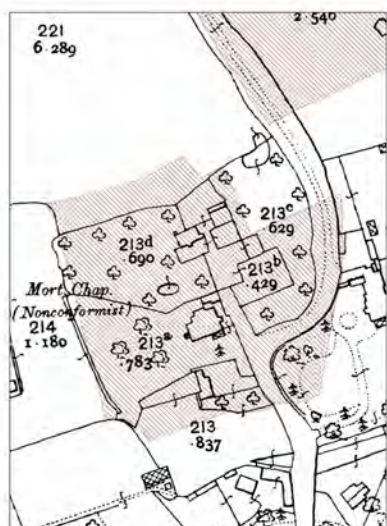 221
6·289
2·540
213c
·629
213d
·690
213b
·429
Mort. Chap.
(Nonconformist)
214
1·180
213a
·783
213
·837